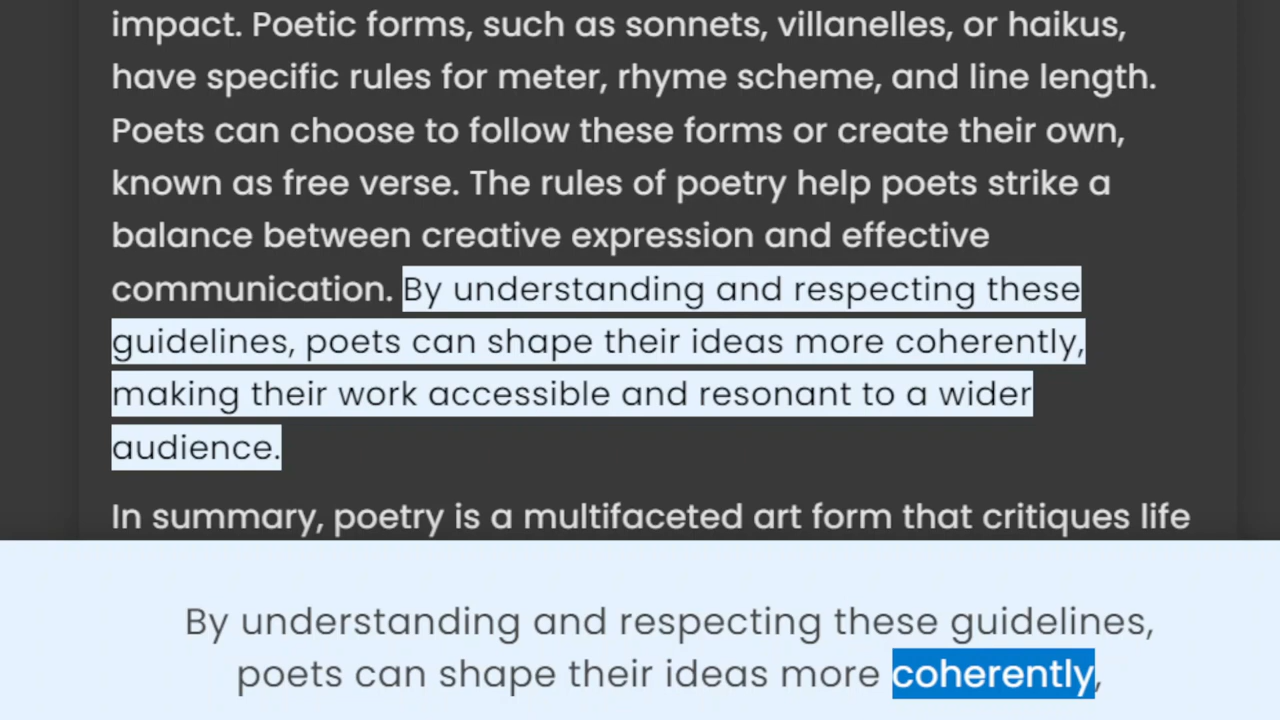 impact. Poetic forms, such as sonnets, villanelles, or haikus,
have specific rules for meter, rhyme scheme, and line length.
Poets can choose to follow these forms or create their own,
known as free verse. The rules of poetry help poets strike a
balance between creative expression and effective
communication. By understanding and respecting these
guidelines, poets can shape their ideas more coherently,
making their work accessible and resonant to a wider
audience.
In summary, poetry is a multifaceted art form that critiques life
By understanding and respecting these guidelines,
poets can shape their ideas more coherently,